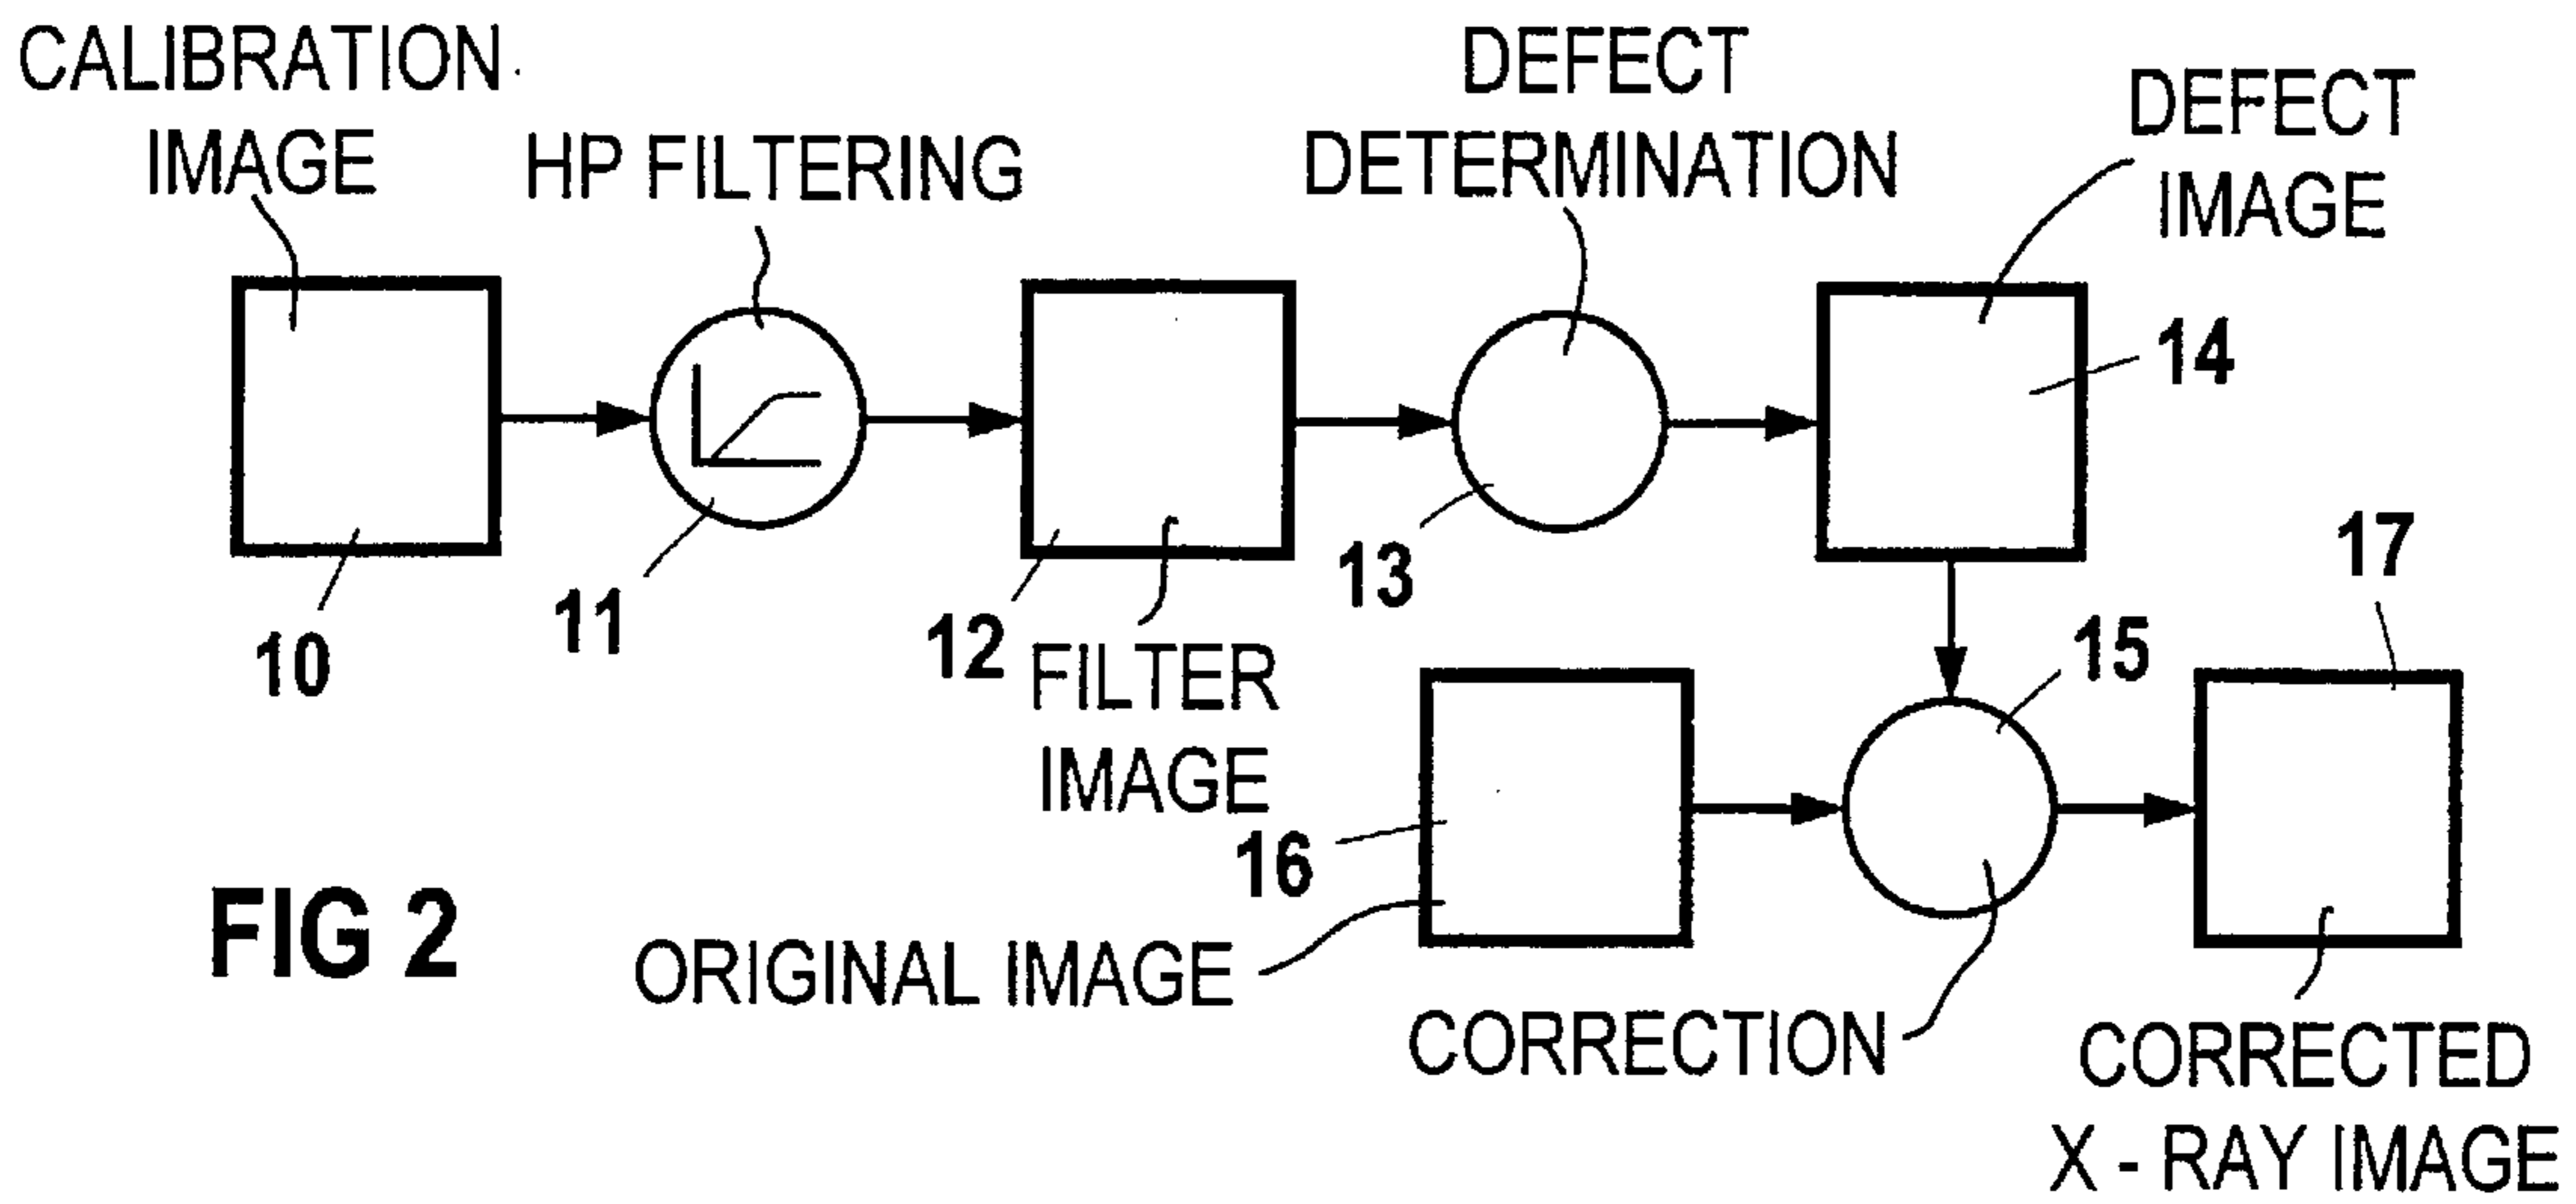 CALIBRATION
IMAGE
HP FILTERING
DEFECT
DETERMINATION
DEFECT
IMAGE
10
11
12
FILTER
IMAGE
13
14
15
16
ORIGINAL IMAGE
CORRECTION
17
CORRECTED
X - RAY IMAGE
FIG 2